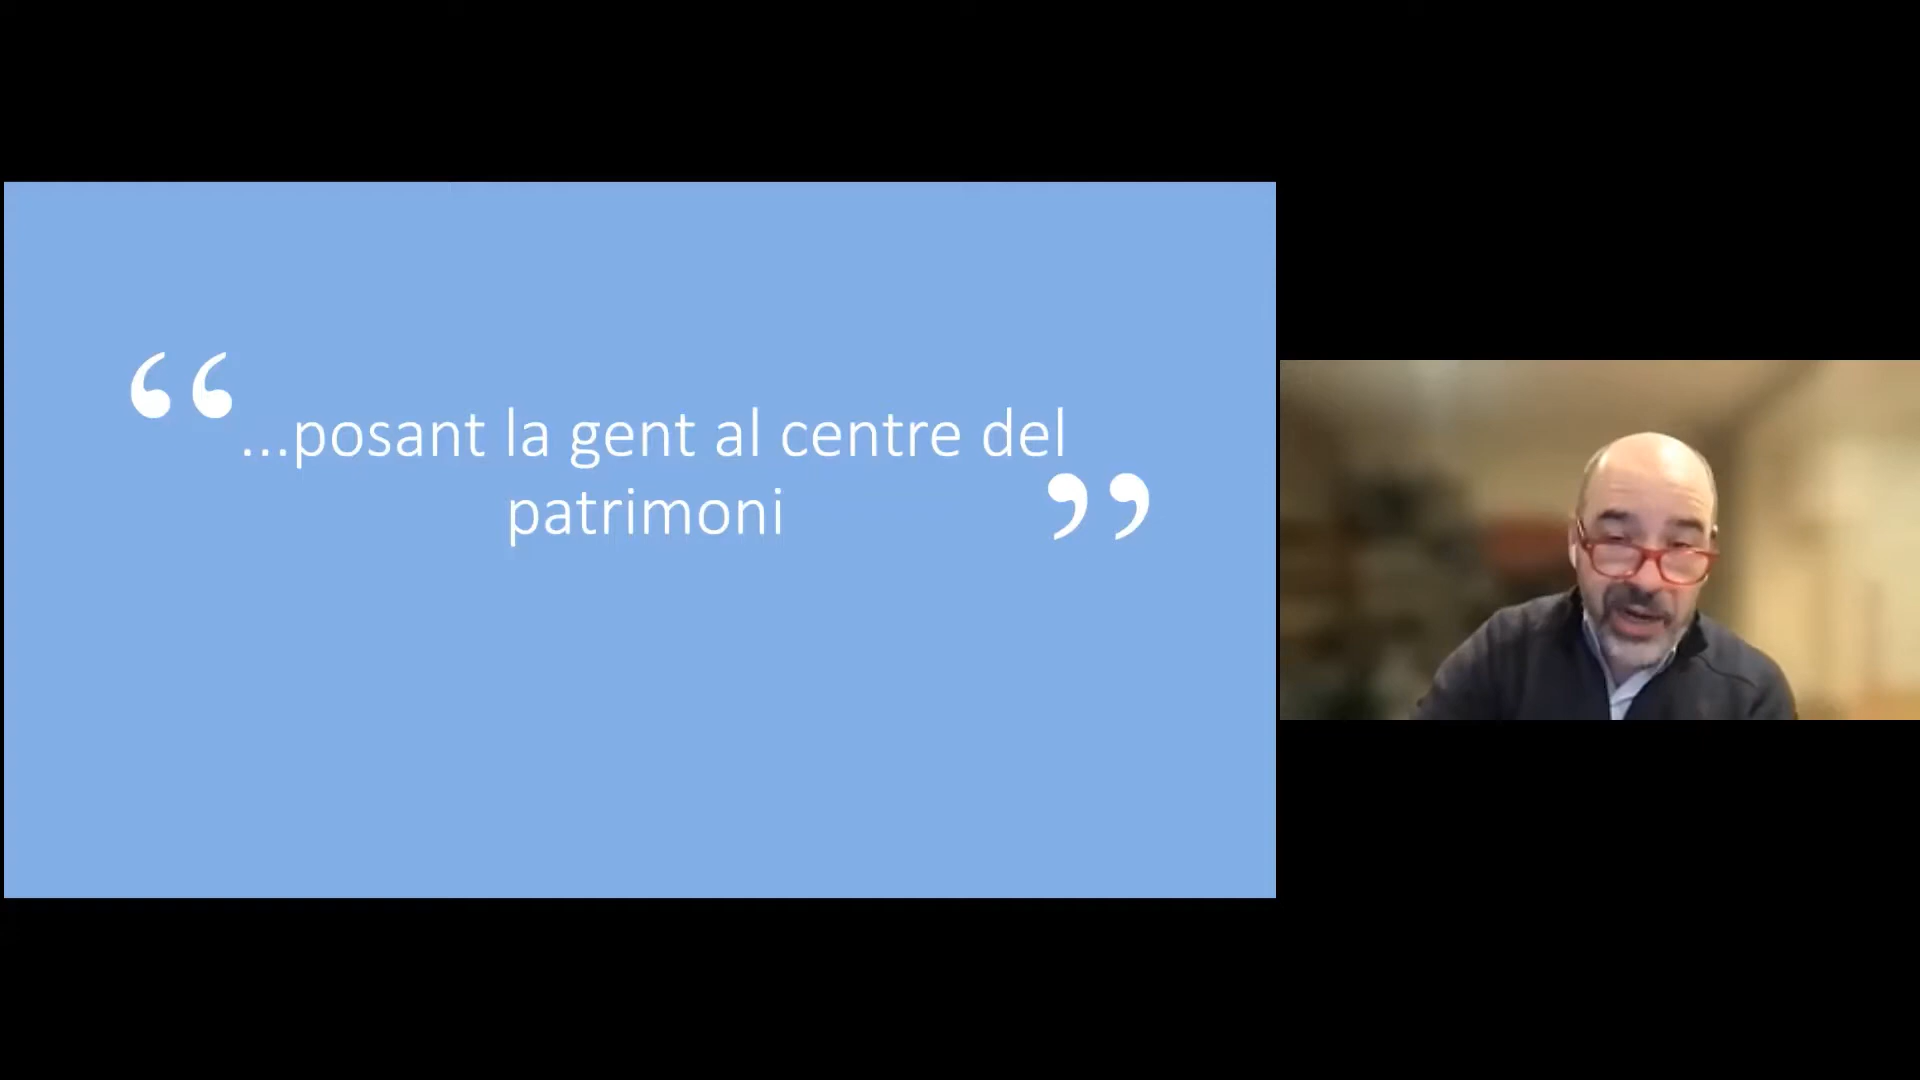 “...posant la gent al centre del
patrimoni”